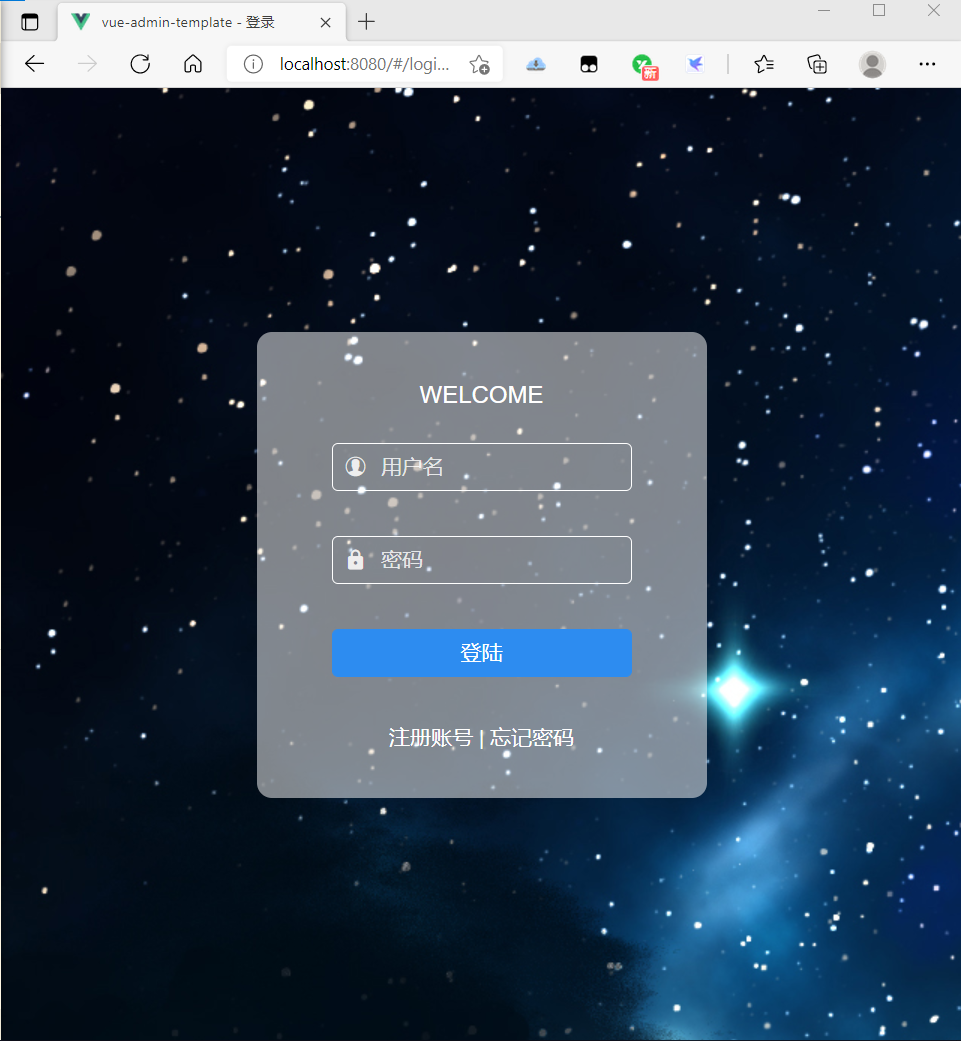 vue-admin-template - 登录
localhost:8080/#/logi...
新
WELCOME
用户名
密码
登陆
注册账号 | 忘记密码